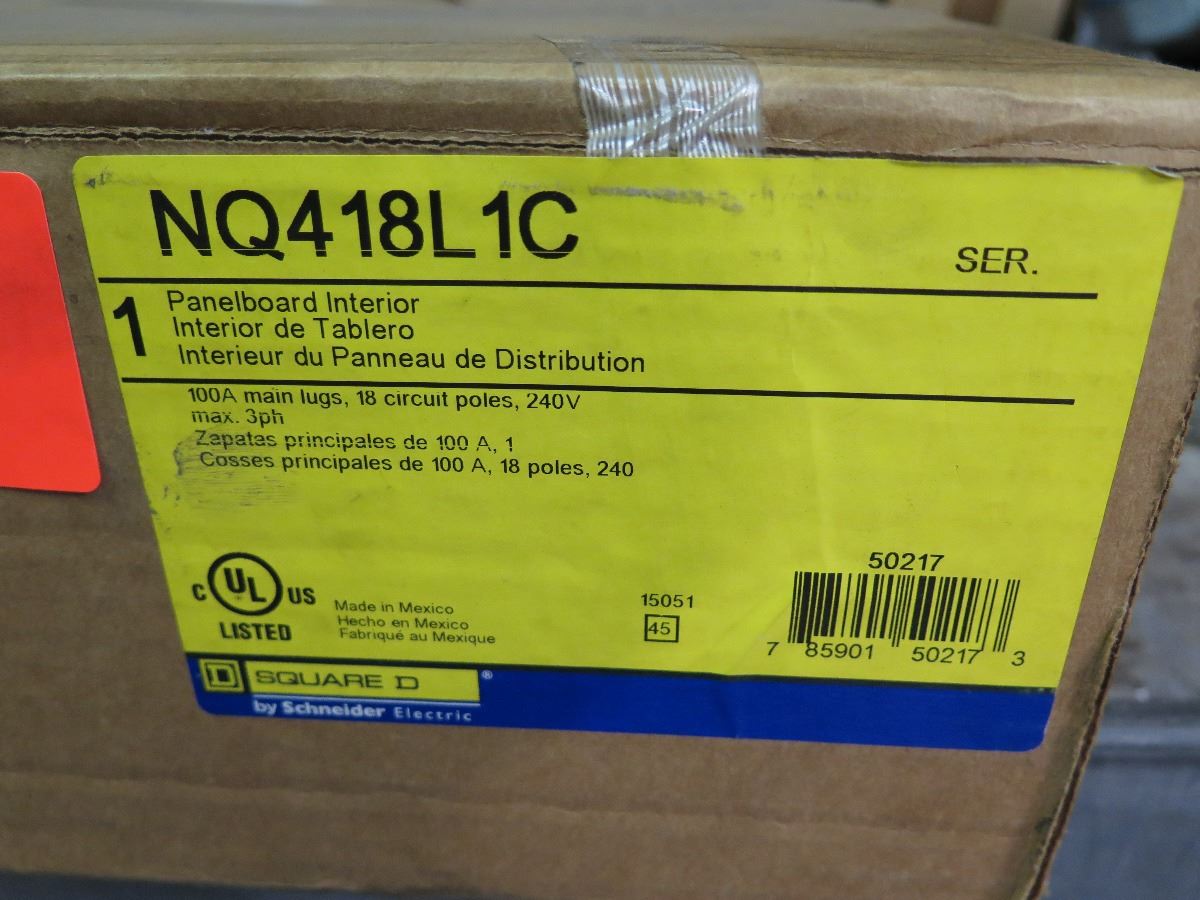 NQ418L1C
SER.
1
Panelboard Interior
Interior de Tablero
Interieur du Panneau de Distribution
100A main lugs, 18 circuit poles, 240V
max. 3ph
Zapatas principales de 100 A, 1
Cosses principales de 100 A, 18 poles, 240
C UL US
LISTED
Made in Mexico
Hecho en Mexico
Fabriqué au Mexique
15051
45
50217
7 85901 50217 3
D SQUARE D ®
by Schneider Electric